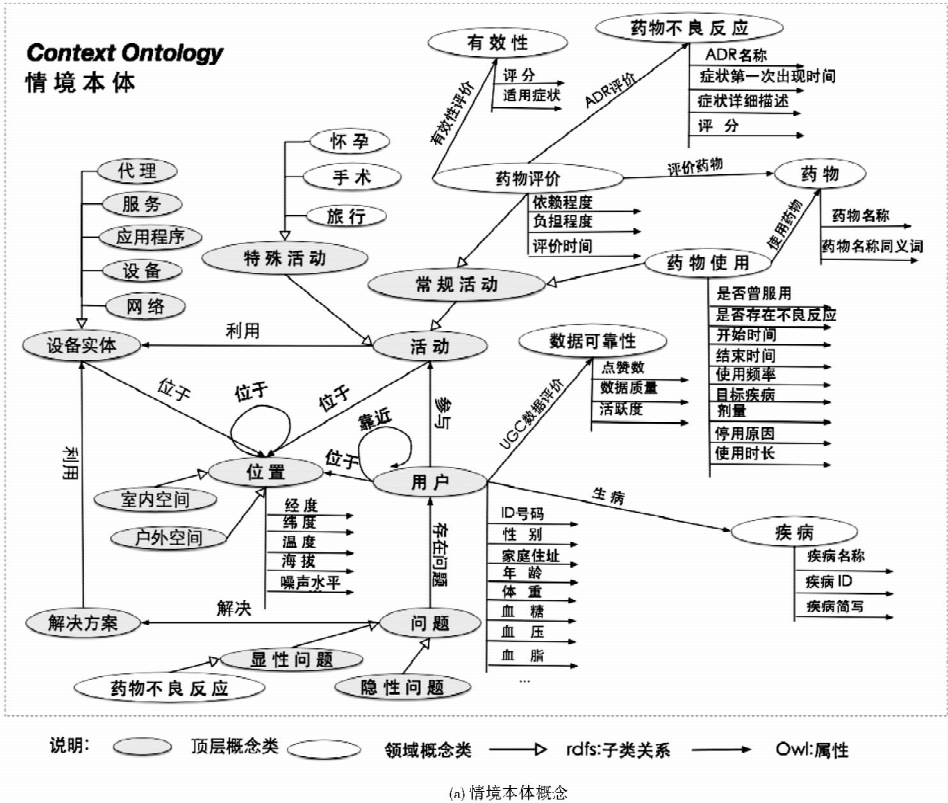 Context Ontology
情境本体
有效性
评分
适用症状
药物不良反应
ADR名称
症状第一次出现时间
症状详细描述
评 分
有效性评价
ADR评价
怀孕
手术
旅行
特殊活动
代理
服务
应用程序
设备
网络
设备实体
药物评价
依赖程度
负担程度
评价时间
评价药物
药物
药物名称
药物名称同义词
使用药物
常规活动
药物使用
是否曾服用
是否存在不良反应
开始时间
结束时间
使用频率
目标疾病
剂量
停用原因
使用时长
利用
活动
数据可靠性
点赞数
数据质量
活跃度
UGC数据评价
位于
位于
位于
靠近
参与
利用
位置
位于
用户
室内空间
户外空间
经度
纬度
温度
海拔
噪声水平
存在问题
ID号码
性 别
家庭住址
年 龄
体 重
血 糖
血 压
血 脂
...
生病
疾病
疾病名称
疾病ID
疾病简写
解决方案
解决
问题
显性问题
药物不良反应
隐性问题
说明: 顶层概念类 领域概念类 rdfs:子类关系 Owl:属性
(a) 情境本体概念